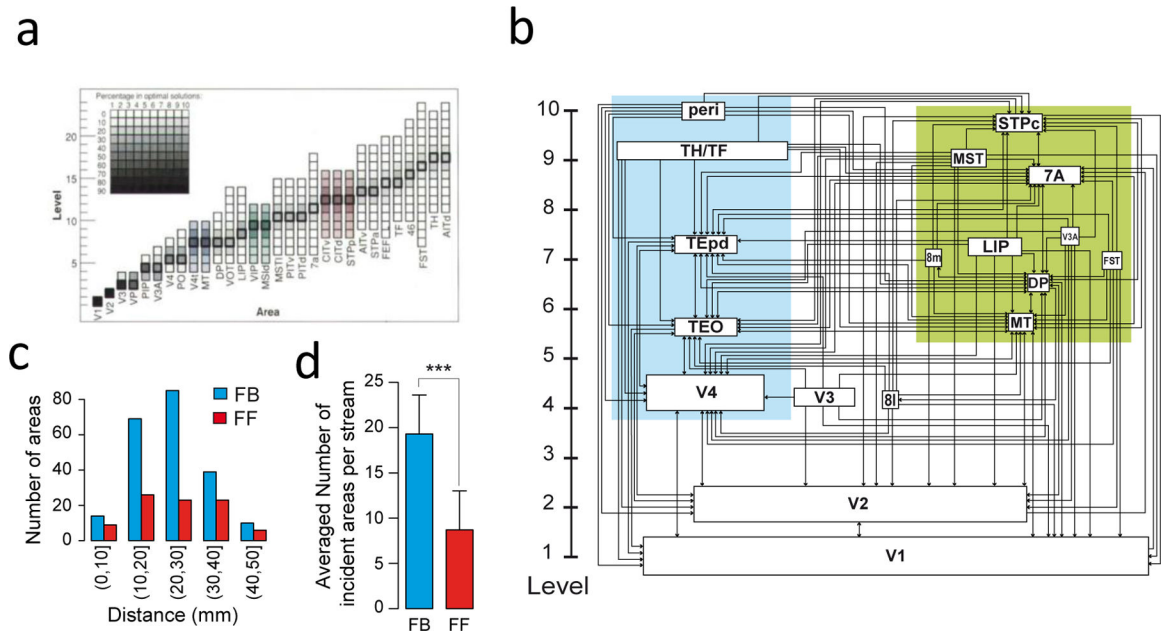 a
Percentage in optimal solutions:
1 2 3 4 5 6 7 8 9 10
0
10
20
30
40
50
60
70
80
90
Level
20
15
10
5
V1 V2 V3 VP PIP V3A V4 PO V4t MT DP VOT LIP VIP MSTd MSTl PITv PITd 7a CITv CITd STPp AITv STPa FEF TF 46 FST TH AITd
Area
b
10
9
8
7
6
5
4
3
2
1
Level
peri
STPc
TH/TF
MST
7A
TEpd
LIP
V3A
8m
FST
DP
TEO
MT
V4
V3
8l
V2
V1
c
Number of areas
80
60
40
20
0
FB
FF
(0,10] (10,20] (20,30] (30,40] (40,50]
Distance (mm)
d
Averaged Number of
incident areas per stream
25
20
15
10
5
0
***
FB FF